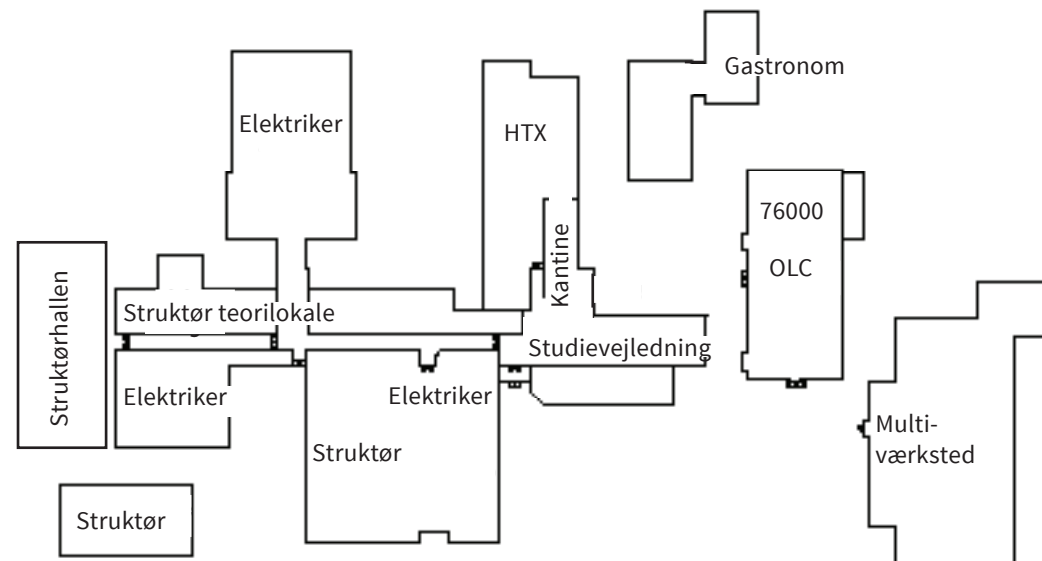 Gastronom
Elektriker
HTX
76000
OLC
Kantine
Struktørhallen
Struktør teorilokale
Studievejledning
Elektriker
Elektriker
Struktør
Multi-
værksted
Struktør